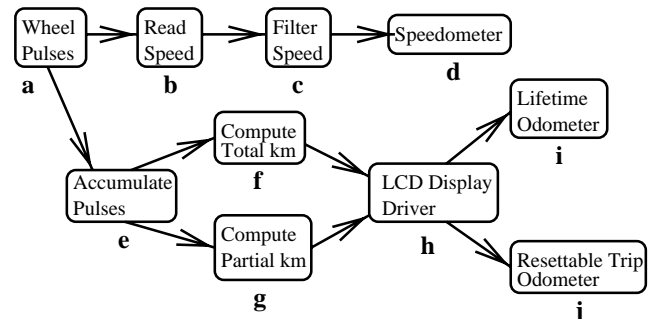 Wheel
Pulses
a
Read
Speed
b
Filter
Speed
c
Speedometer
d
Accumulate
Pulses
e
Compute
Total km
f
Compute
Partial km
g
LCD Display
Driver
h
Lifetime
Odometer
i
Resettable Trip
Odometer
j